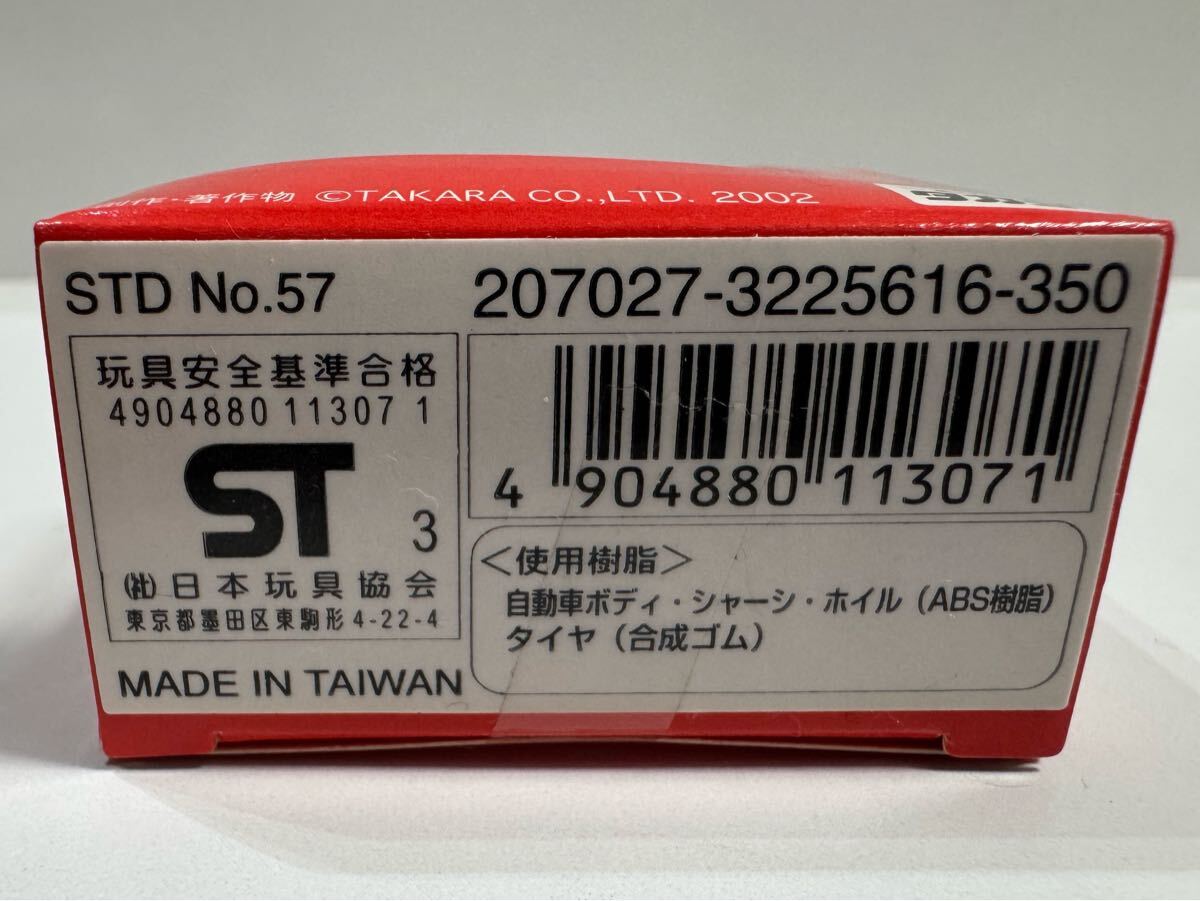 制作・著作物 ©TAKARA CO.,LTD. 2002
STD No.57
207027-3225616-350
玩具安全基準合格
4904880 11307 1
ST
3
(社)日本玩具協会
東京都墨田区東駒形4-22-4
MADE IN TAIWAN
4 904880 113071
<使用樹脂>
自動車ボディ・シャーシ・ホイル(ABS樹脂)
タイヤ(合成ゴム)